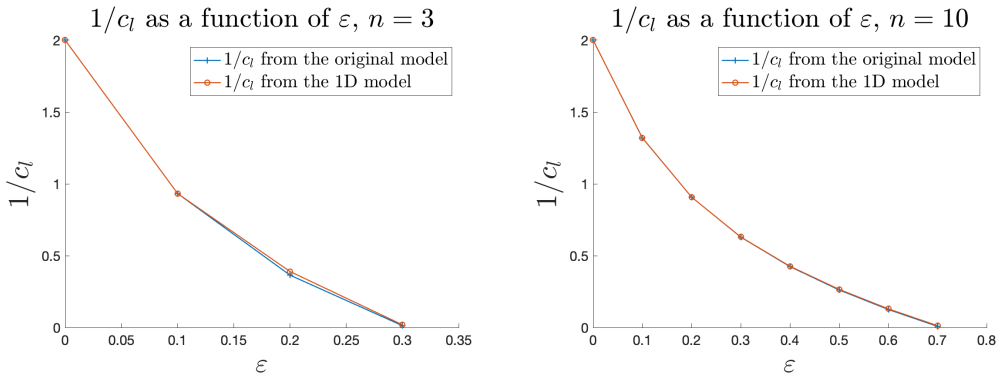 1/c_l as a function of ε, n = 3
2
1.5
1
0.5
0
1/c_l
1/c_l from the original model
1/c_l from the 1D model
0 0.05 0.1 0.15 0.2 0.25 0.3 0.35
ε
1/c_l as a function of ε, n = 10
2
1.5
1
0.5
0
1/c_l
1/c_l from the original model
1/c_l from the 1D model
0 0.1 0.2 0.3 0.4 0.5 0.6 0.7 0.8
ε